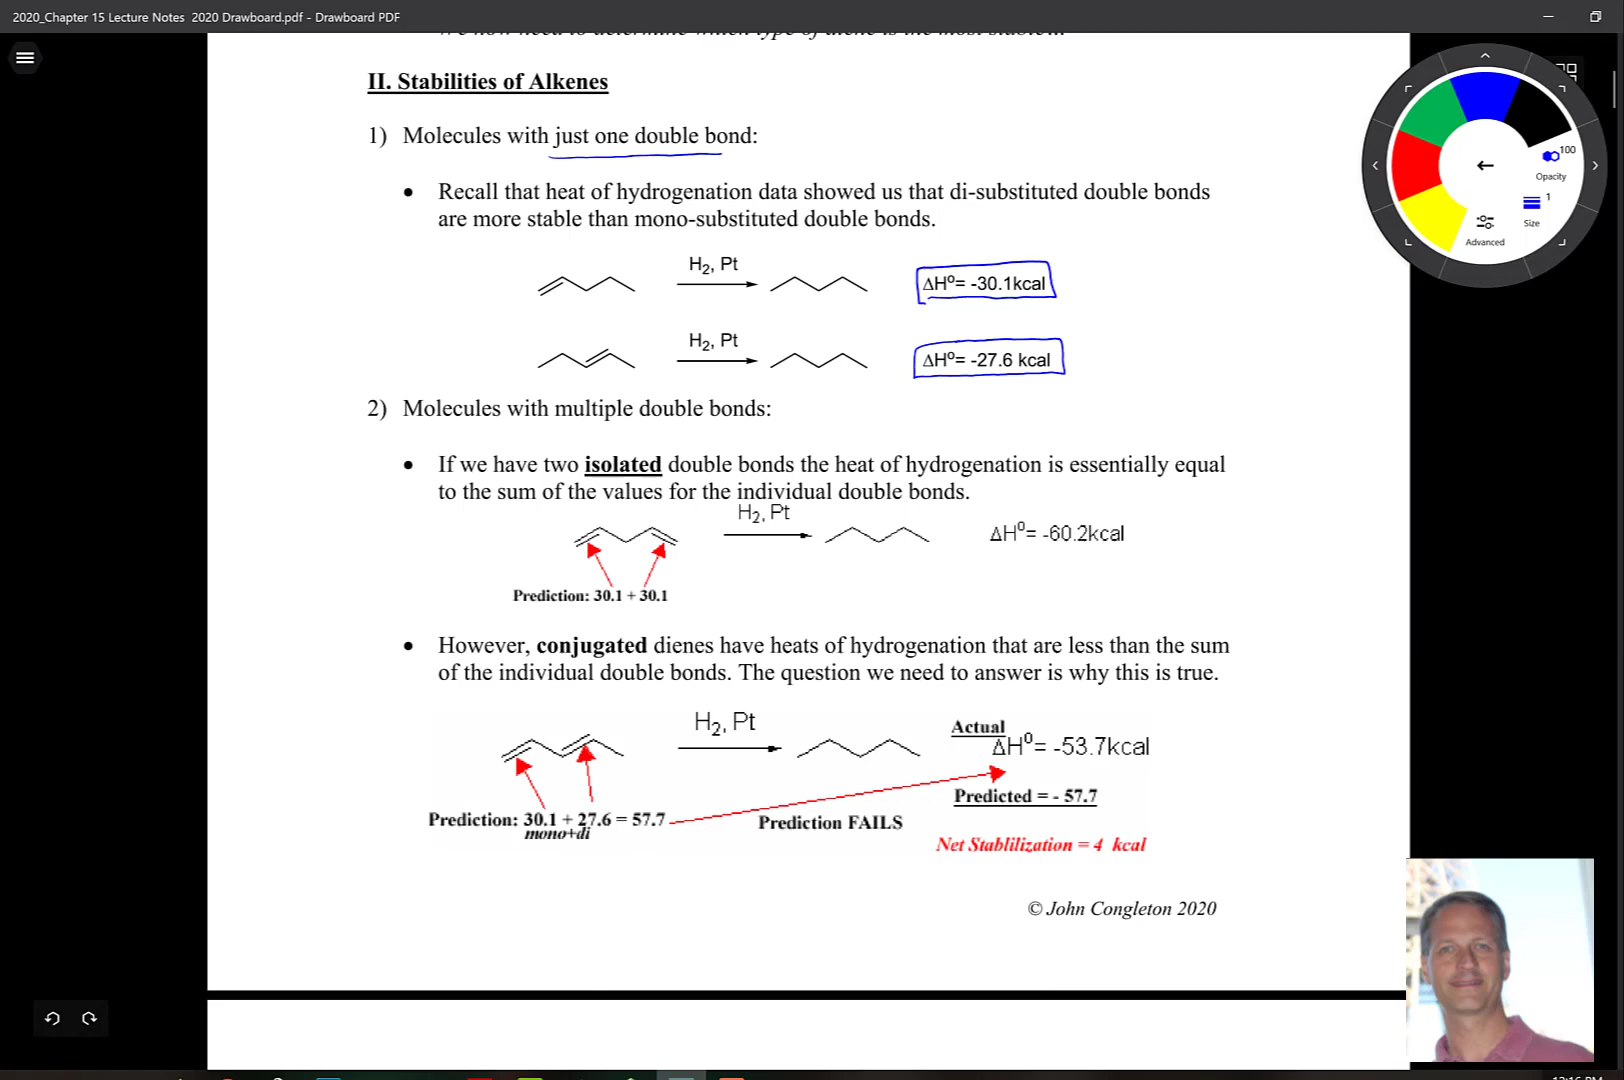 2020_Chapter 15 Lecture Notes  2020 Drawboard.pdf - Drawboard PDF
II. Stabilities of Alkenes
1) Molecules with just one double bond:
• Recall that heat of hydrogenation data showed us that di-substituted double bonds
are more stable than mono-substituted double bonds.
H2, Pt
ΔHº= -30.1kcal
H2, Pt
ΔHº= -27.6 kcal
2) Molecules with multiple double bonds:
• If we have two isolated double bonds the heat of hydrogenation is essentially equal
to the sum of the values for the individual double bonds.
H2, Pt
ΔHº= -60.2kcal
Prediction: 30.1 + 30.1
• However, conjugated dienes have heats of hydrogenation that are less than the sum
of the individual double bonds. The question we need to answer is why this is true.
H2, Pt
Actual
ΔHº= -53.7kcal
Predicted = - 57.7
Prediction: 30.1 + 27.6 = 57.7
mono+di
Prediction FAILS
Net Stablilization = 4 kcal
© John Congleton 2020
100
Opacity
1
Size
Advanced